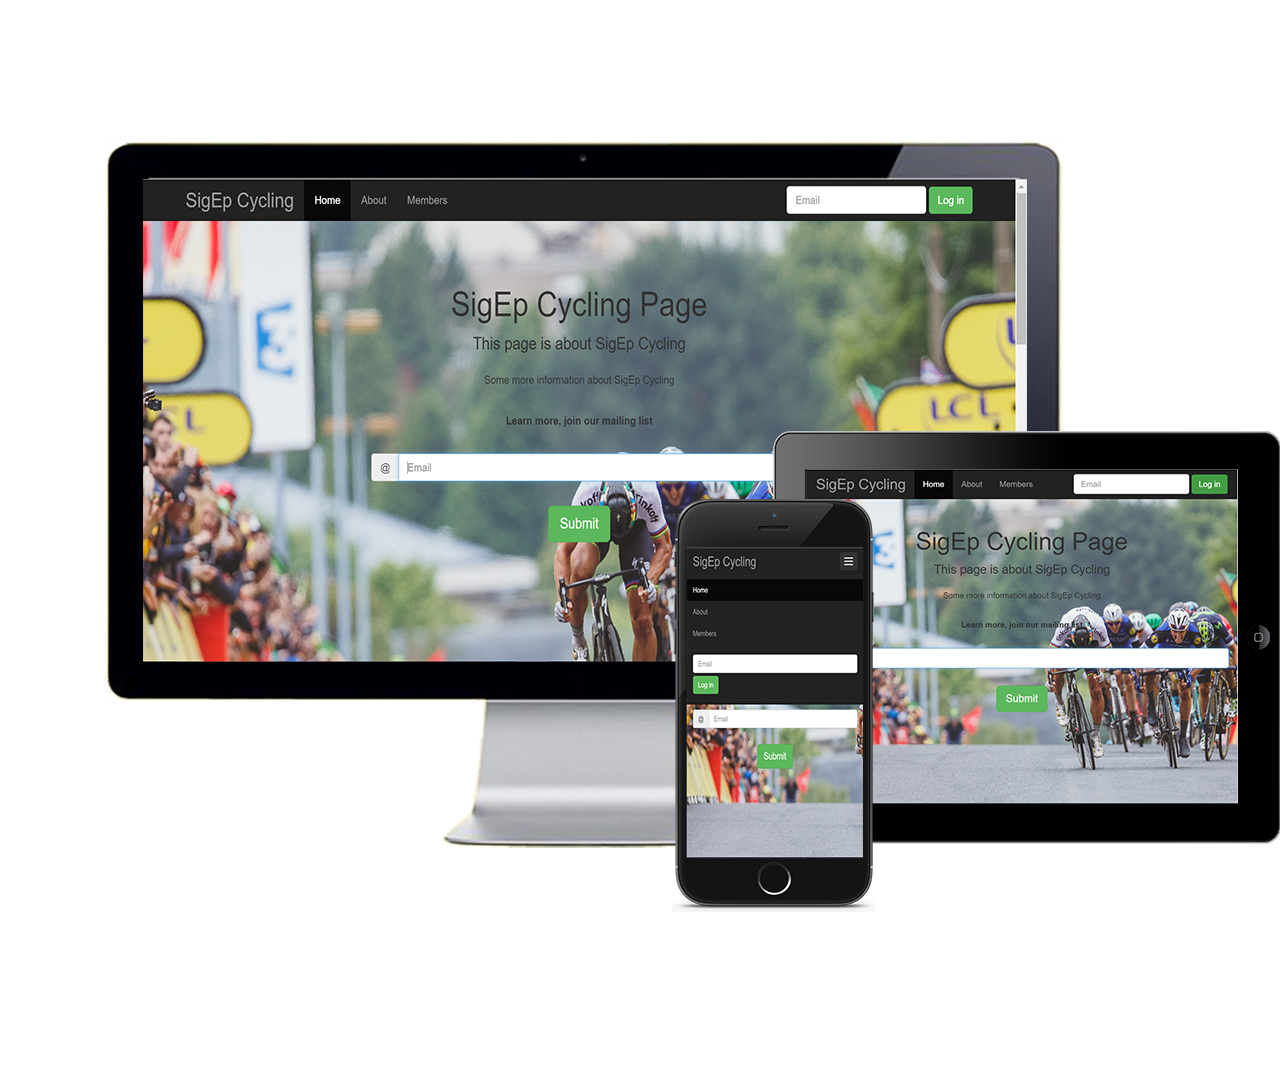 SigEp Cycling Home About Members Email Log in
SigEp Cycling Page
This page is about SigEp Cycling
Some more information about SigEp Cycling
Learn more, join our mailing list
@ Email
Submit
LCL
SigEp Cycling Home About Members Email Log in
SigEp Cycling Page
This page is about SigEp Cycling
Some more information about SigEp Cycling
Learn more, join our mailing list
Submit
SigEp Cycling
Home
About
Members
Email
Log in
@ Email
Submit